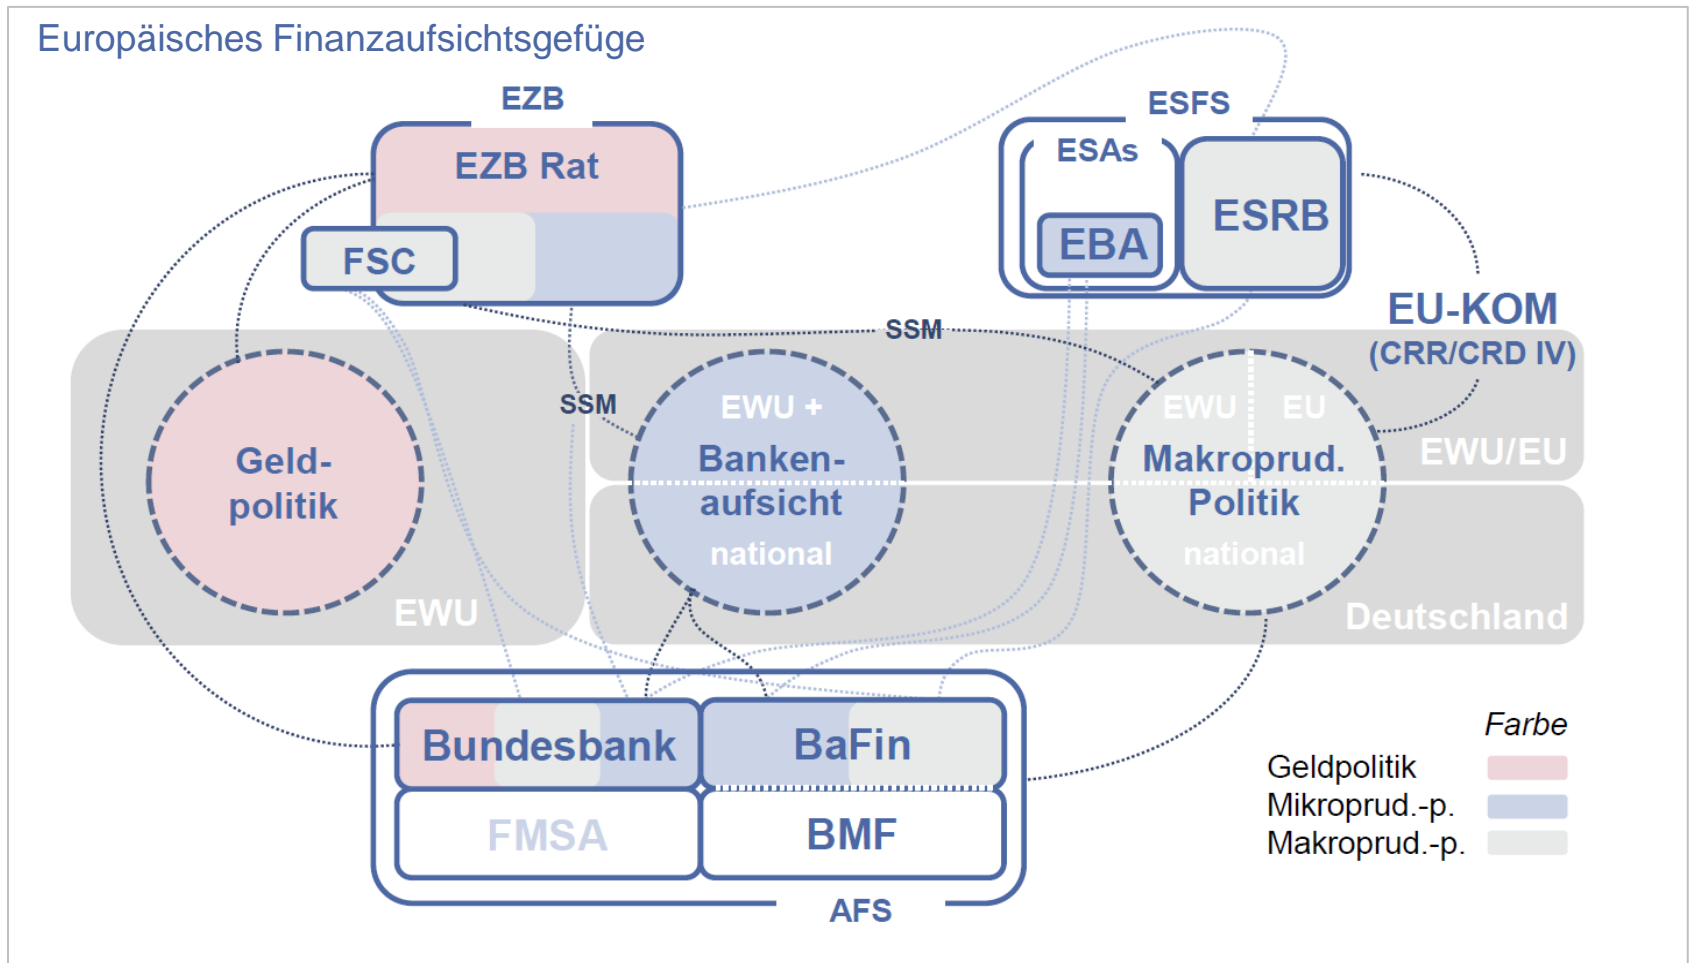 Europäisches Finanzaufsichtsgefüge
EZB
EZB Rat
FSC
ESFS
ESAs
EBA
ESRB
EU-KOM
(CRR/CRD IV)
SSM
SSM
Geld-
politik
EWU
EWU +
Banken-
aufsicht
national
EWU EU
Makroprud.
Politik
national
EWU/EU
Deutschland
Bundesbank
BaFin
FMSA
BMF
AFS
Farbe
Geldpolitik
Mikroprud.-p.
Makroprud.-p.